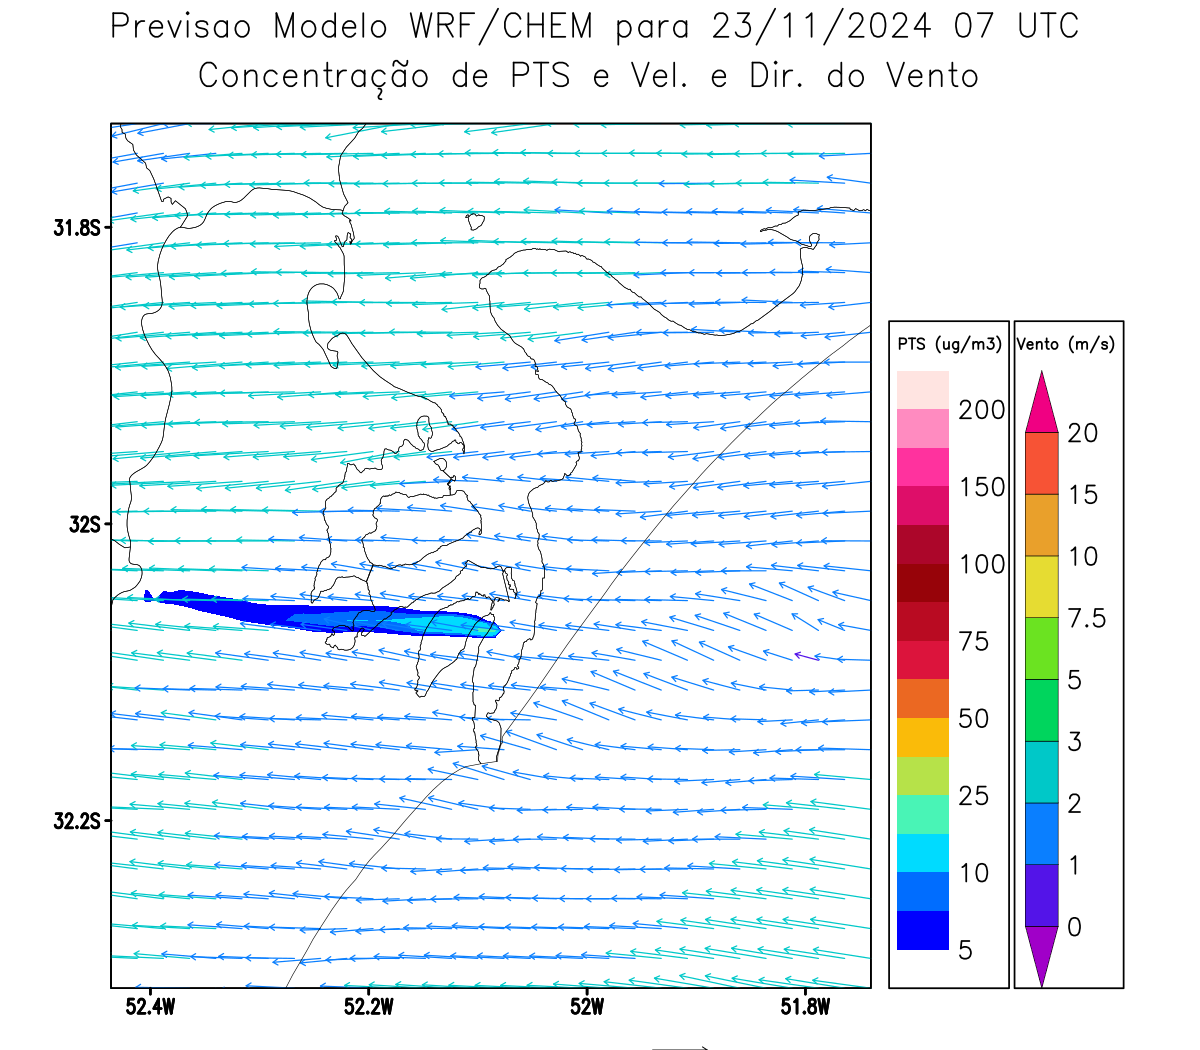 Previsao Modelo WRF/CHEM para 23/11/2024 07 UTC
Concentração de PTS e Vel. e Dir. do Vento
31.8S
32S
32.2S
52.4W 52.2W 52W 51.8W
PTS (ug/m3)
200
150
100
75
50
25
10
5
Vento (m/s)
20
15
10
7.5
5
3
2
1
0